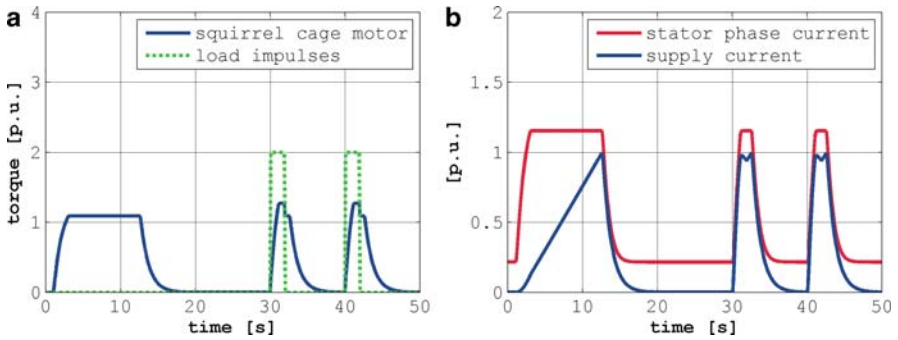 a
4
3
2
1
0
torque [p.u.]
squirrel cage motor
load impulses
0 10 20 30 40 50
time [s]
b
2
1.5
1
0.5
0
[p.u.]
stator phase current
supply current
0 10 20 30 40 50
time [s]